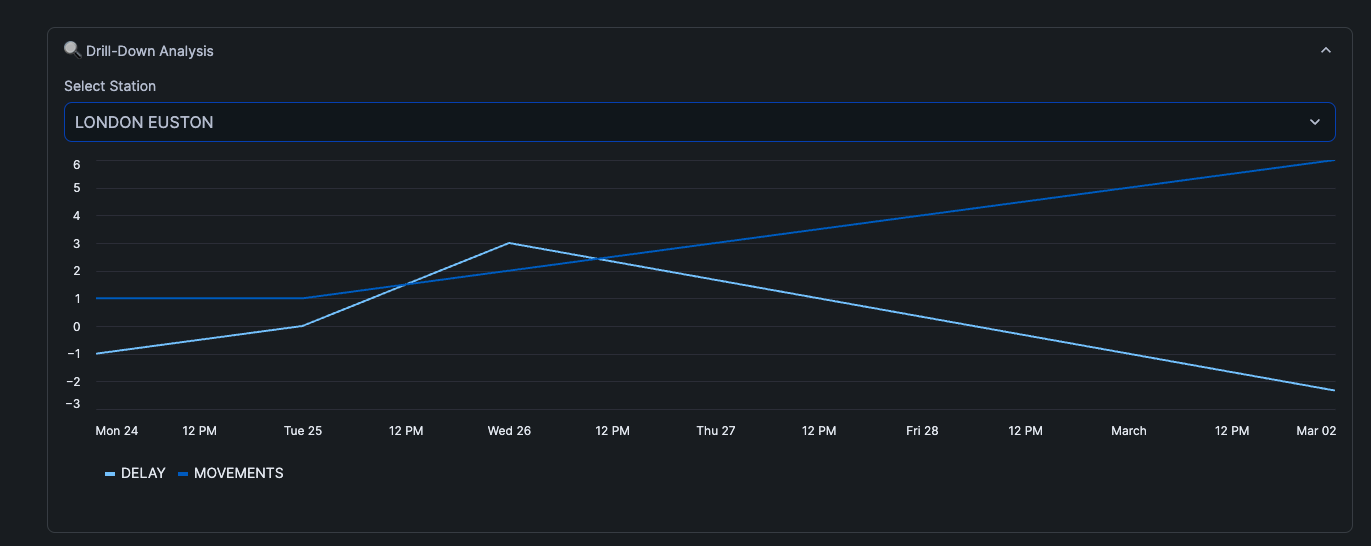 Drill-Down Analysis
Select Station
LONDON EUSTON
6
5
4
3
2
1
0
−1
−2
−3
Mon 24 12 PM Tue 25 12 PM Wed 26 12 PM Thu 27 12 PM Fri 28 12 PM March 12 PM Mar 02
DELAY MOVEMENTS